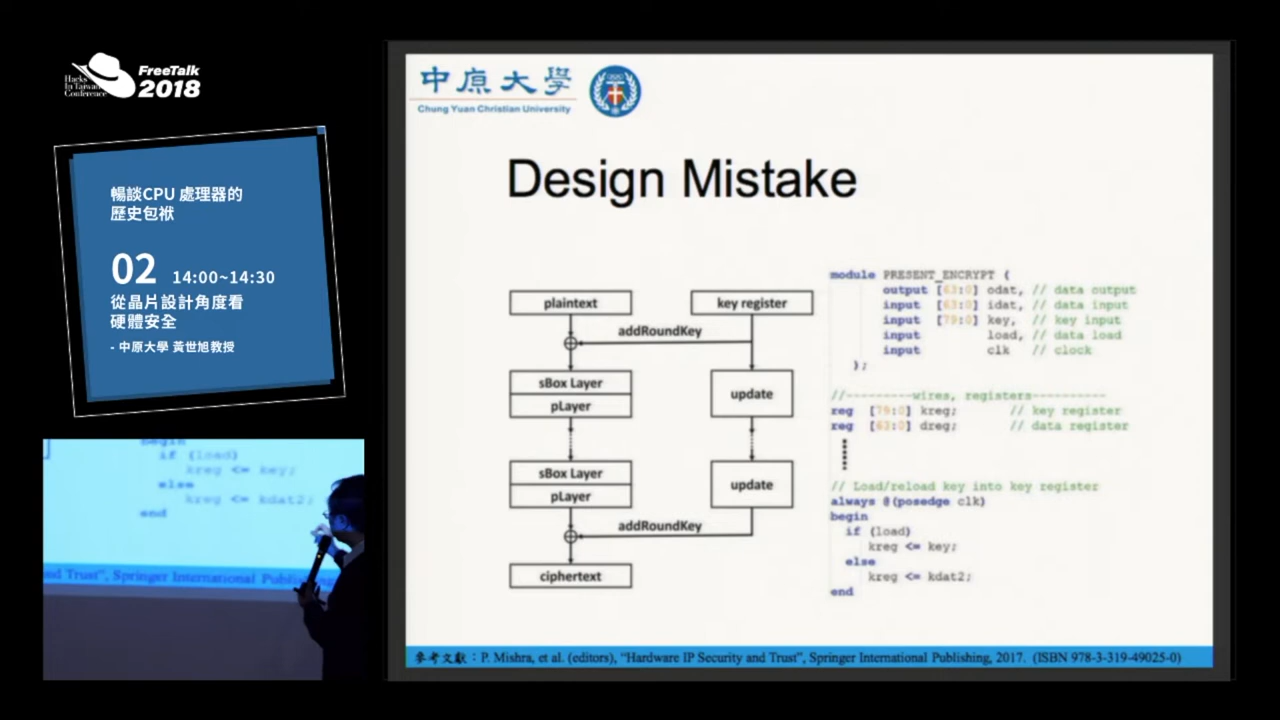 Hacks
In Taiwan
Conference
FreeTalk
2018
暢談CPU 處理器的
歷史包袱
02 14:00~14:30
從晶片設計角度看
硬體安全
- 中原大學 黃世旭教授
begin
if (load)
kreg <= key;
else
kreg <= kdat2;
end
nd Trust", Springer International Publishing
中原大學
Chung Yuan Christian University
Design Mistake
plaintext
key register
addRoundKey
sBox Layer
pLayer
update
sBox Layer
pLayer
update
addRoundKey
ciphertext
module PRESENT_ENCRYPT (
output [63:0] odat, // data output
input [63:0] idat, // data input
input [79:0] key, // key input
input load, // data load
input clk // clock
);
//--------wires, registers----------
reg [79:0] kreg; // key register
reg [63:0] dreg; // data register
// Load/reload key into key register
always @(posedge clk)
begin
if (load)
kreg <= key;
else
kreg <= kdat2;
end
參考文獻：P. Mishra, et al. (editors), "Hardware IP Security and Trust", Springer International Publishing, 2017. (ISBN 978-3-319-49025-0)